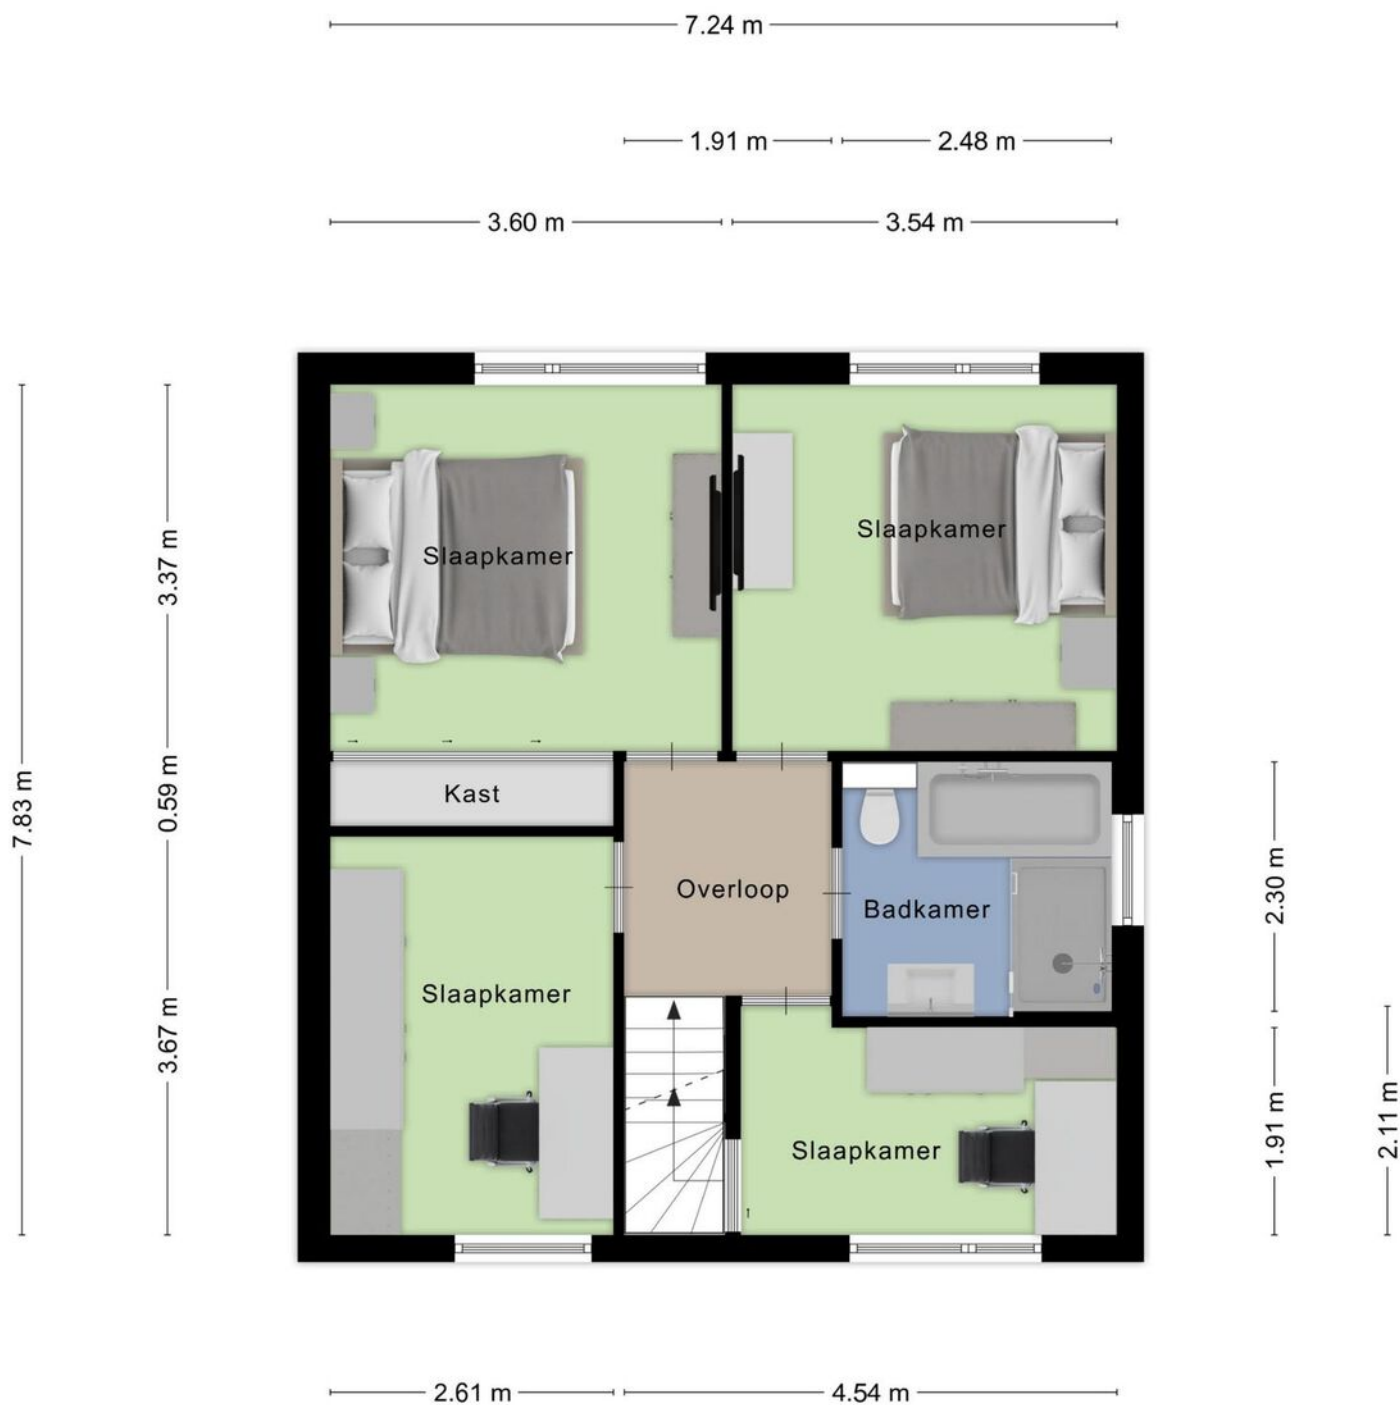 7.24 m
1.91 m
2.48 m
3.60 m
3.54 m
7.83 m
3.37 m
0.59 m
3.67 m
Slaapkamer
Slaapkamer
Kast
Overloop
Badkamer
Slaapkamer
Slaapkamer
2.30 m
1.91 m
2.11 m
2.61 m
4.54 m